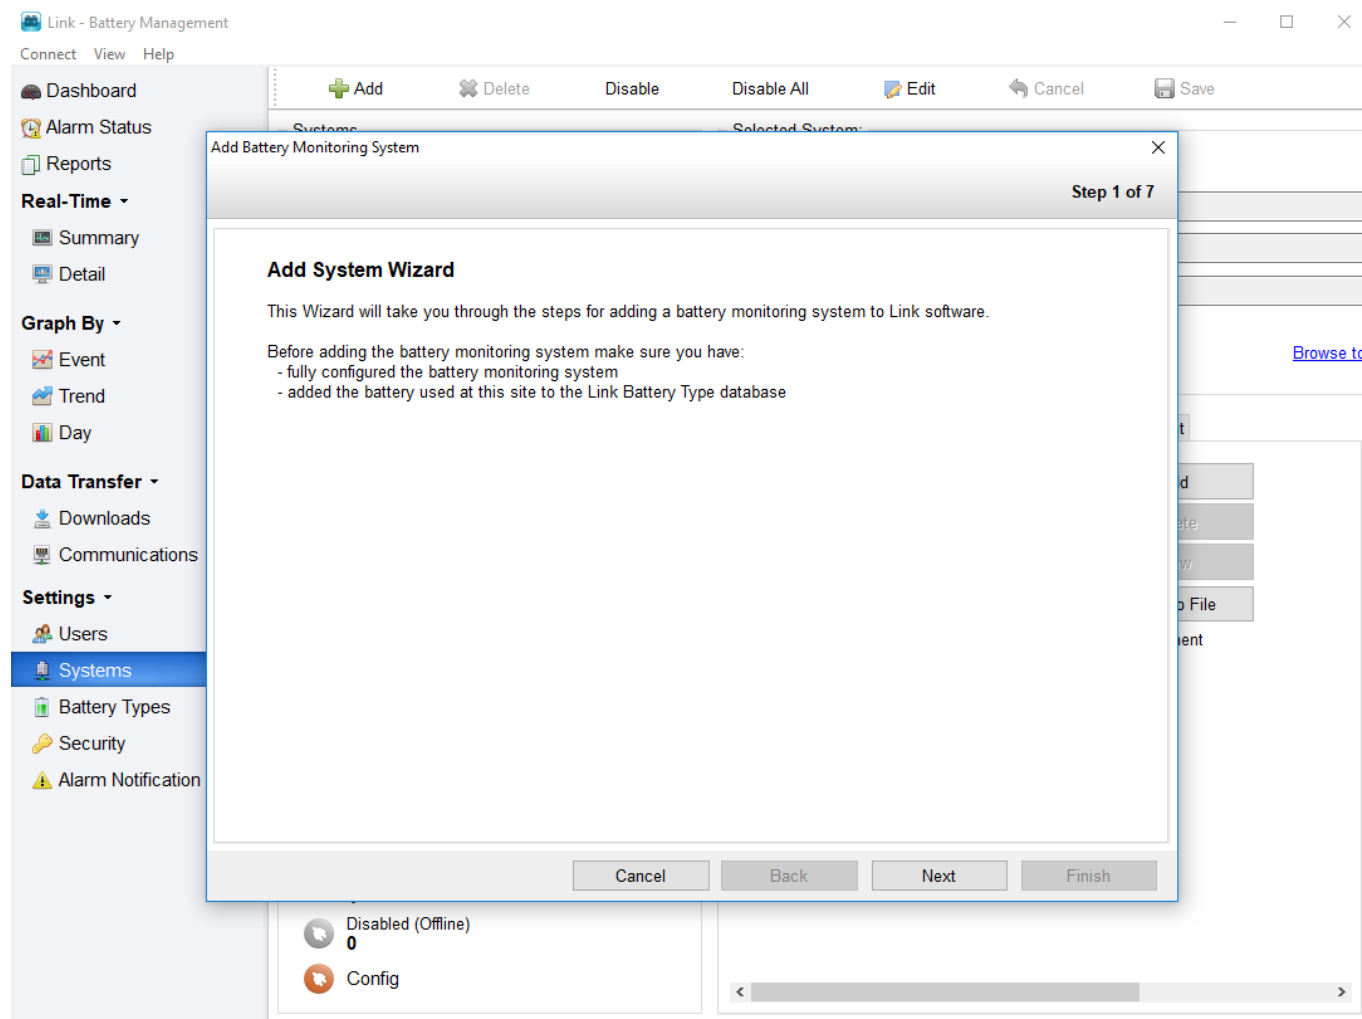 Link - Battery Management
Connect View Help
Dashboard
Alarm Status
Reports
Real-Time
Summary
Detail
Graph By
Event
Trend
Day
Data Transfer
Downloads
Communications
Settings
Users
Systems
Battery Types
Security
Alarm Notification
Add Delete Disable Disable All Edit Cancel Save
Systems Selected System:
Add Battery Monitoring System
Step 1 of 7
Add System Wizard
This Wizard will take you through the steps for adding a battery monitoring system to Link software.
Before adding the battery monitoring system make sure you have:
- fully configured the battery monitoring system
- added the battery used at this site to the Link Battery Type database
Cancel Back Next Finish
Browse to
File
Disabled (Offline)
0
Config